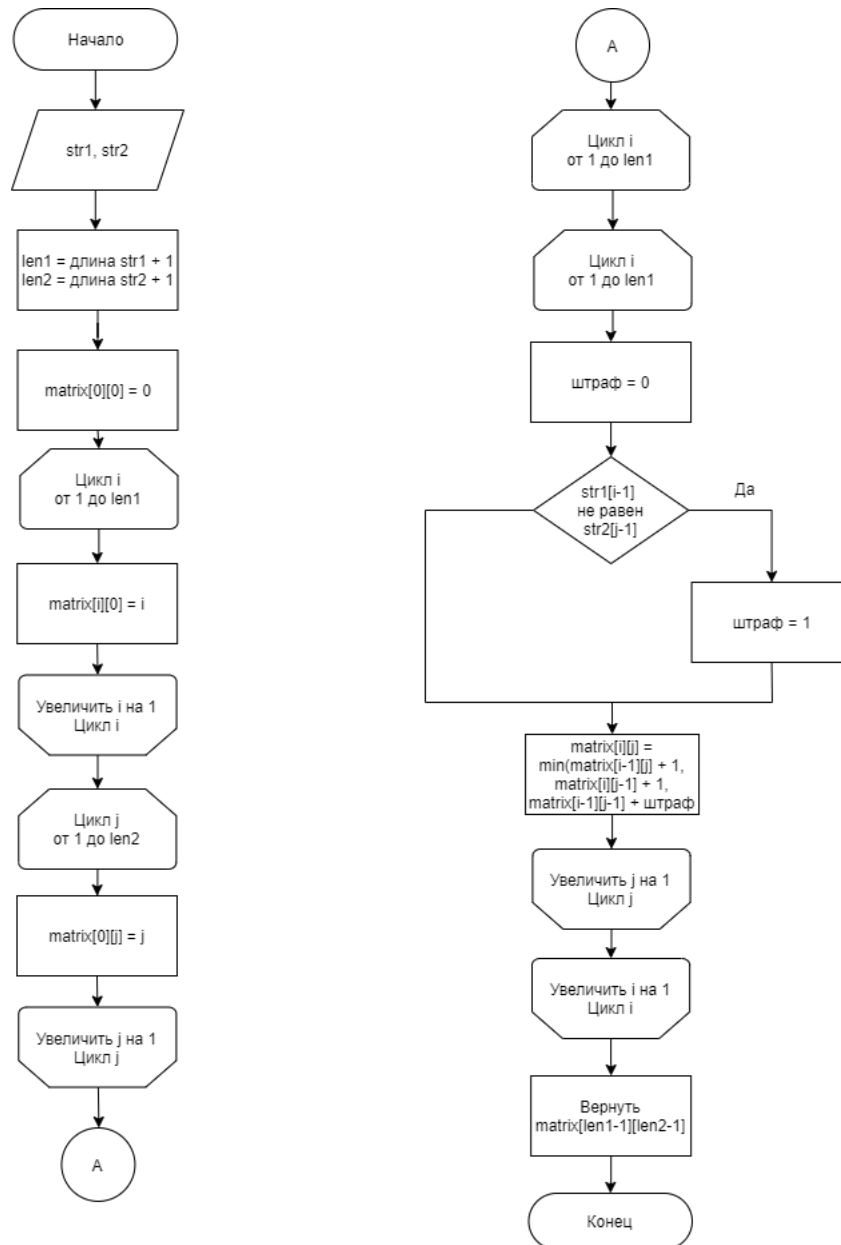 Начало
str1, str2
len1 = длина str1 + 1
len2 = длина str2 + 1
matrix[0][0] = 0
Цикл i
от 1 до len1
matrix[i][0] = i
Увеличить i на 1
Цикл i
Цикл j
от 1 до len2
matrix[0][j] = j
Увеличить j на 1
Цикл j
A
A
Цикл i
от 1 до len1
Цикл i
от 1 до len1
штраф = 0
str1[i-1]
не равен
str2[j-1]
Да
штраф = 1
matrix[i][j] =
min(matrix[i-1][j] + 1,
matrix[i][j-1] + 1,
matrix[i-1][j-1] + штраф
Увеличить j на 1
Цикл j
Увеличить i на 1
Цикл i
Вернуть
matrix[len1-1][len2-1]
Конец